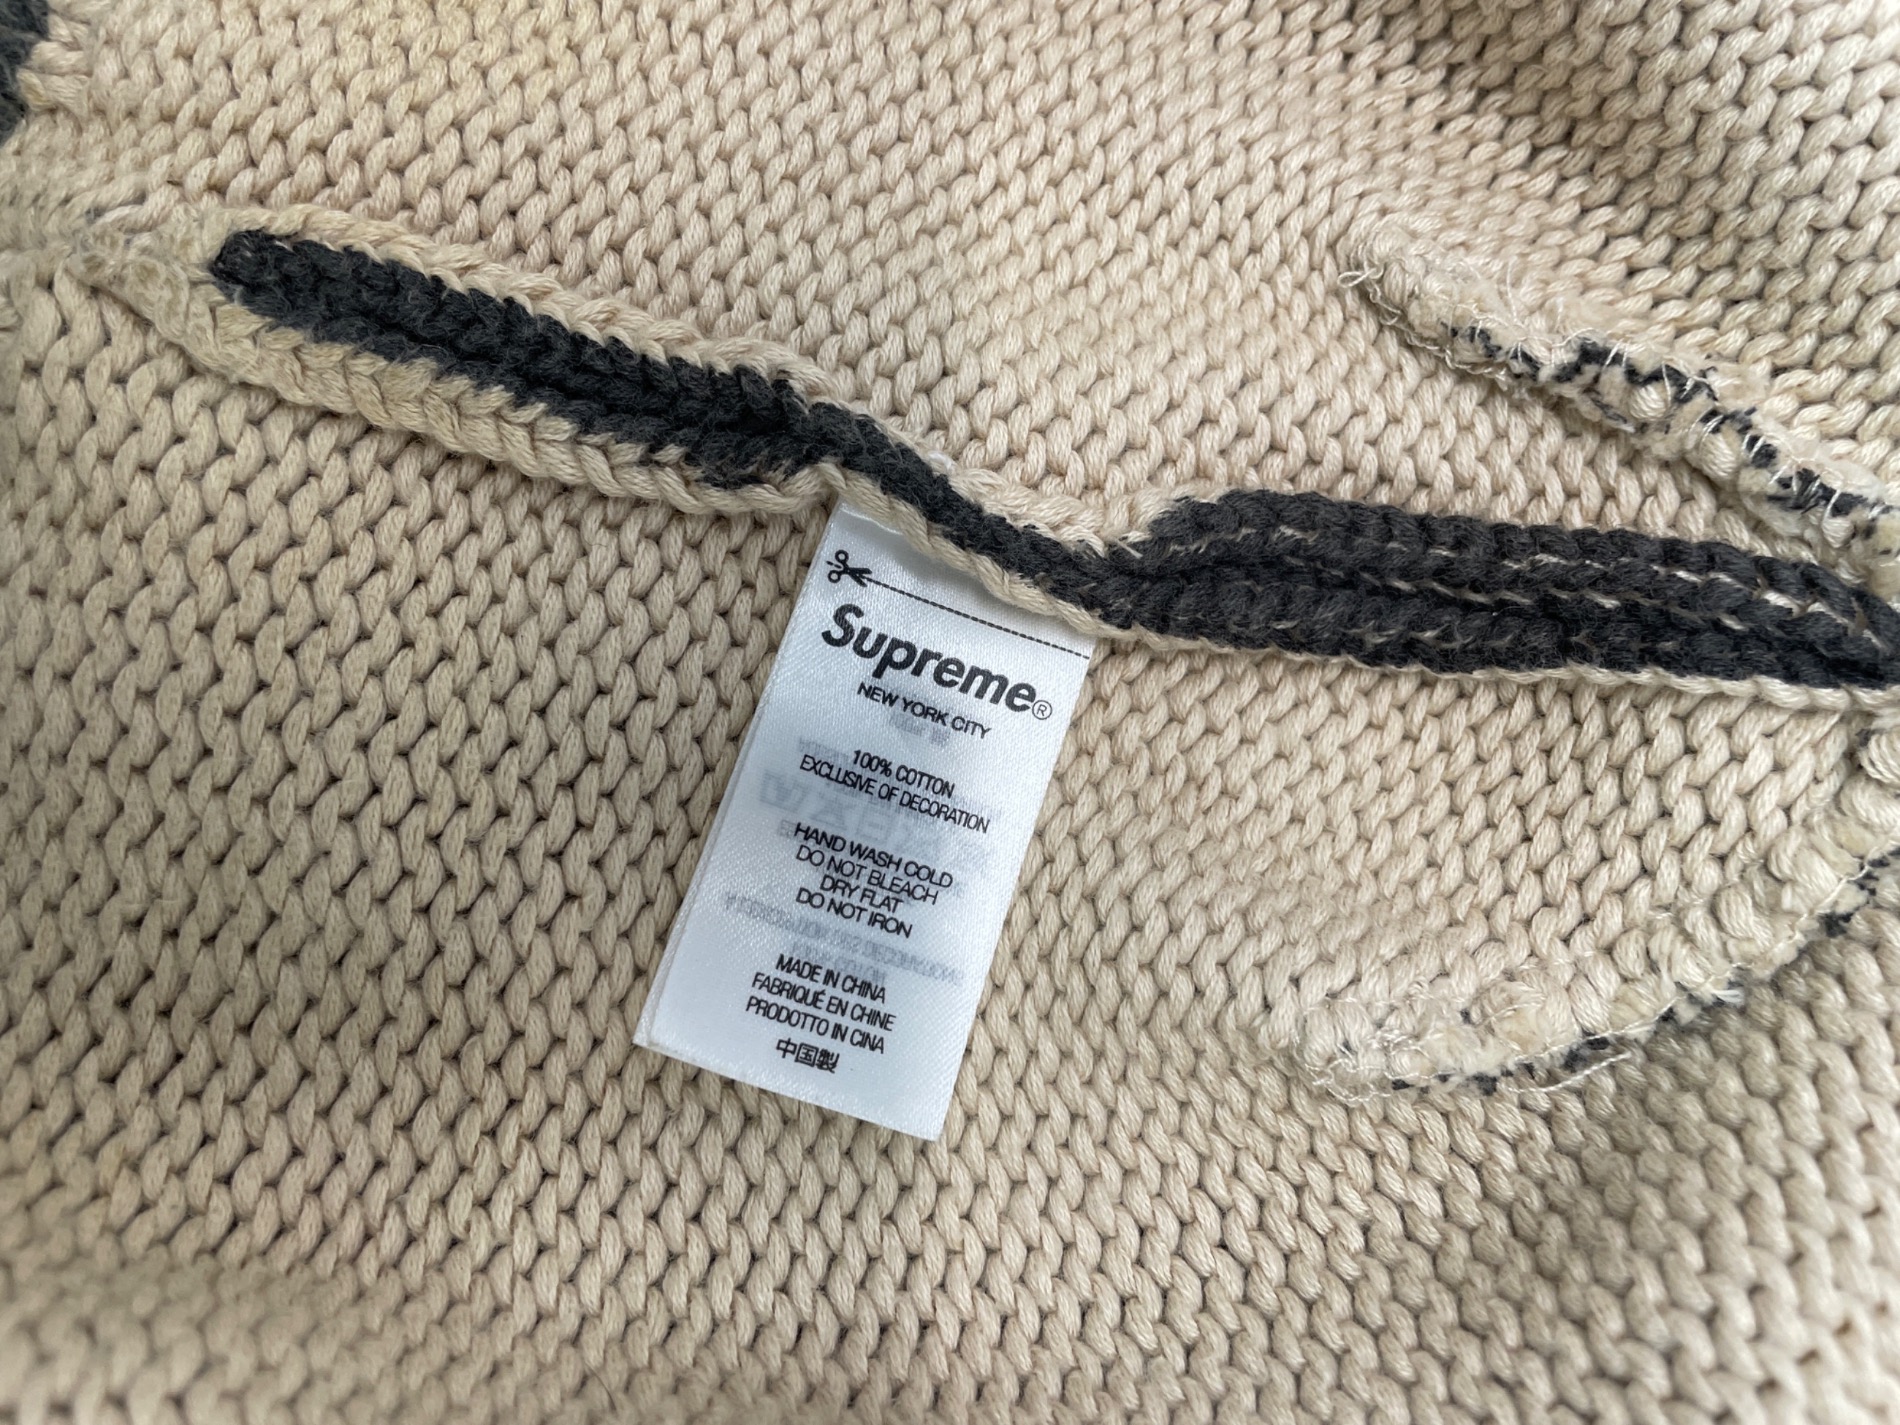 Supreme®
NEW YORK CITY
100% COTTON
EXCLUSIVE OF DECORATION
HAND WASH COLD
DO NOT BLEACH
DRY FLAT
DO NOT IRON
MADE IN CHINA
FABRIQUÉ EN CHINE
PRODOTTO IN CINA
中国製